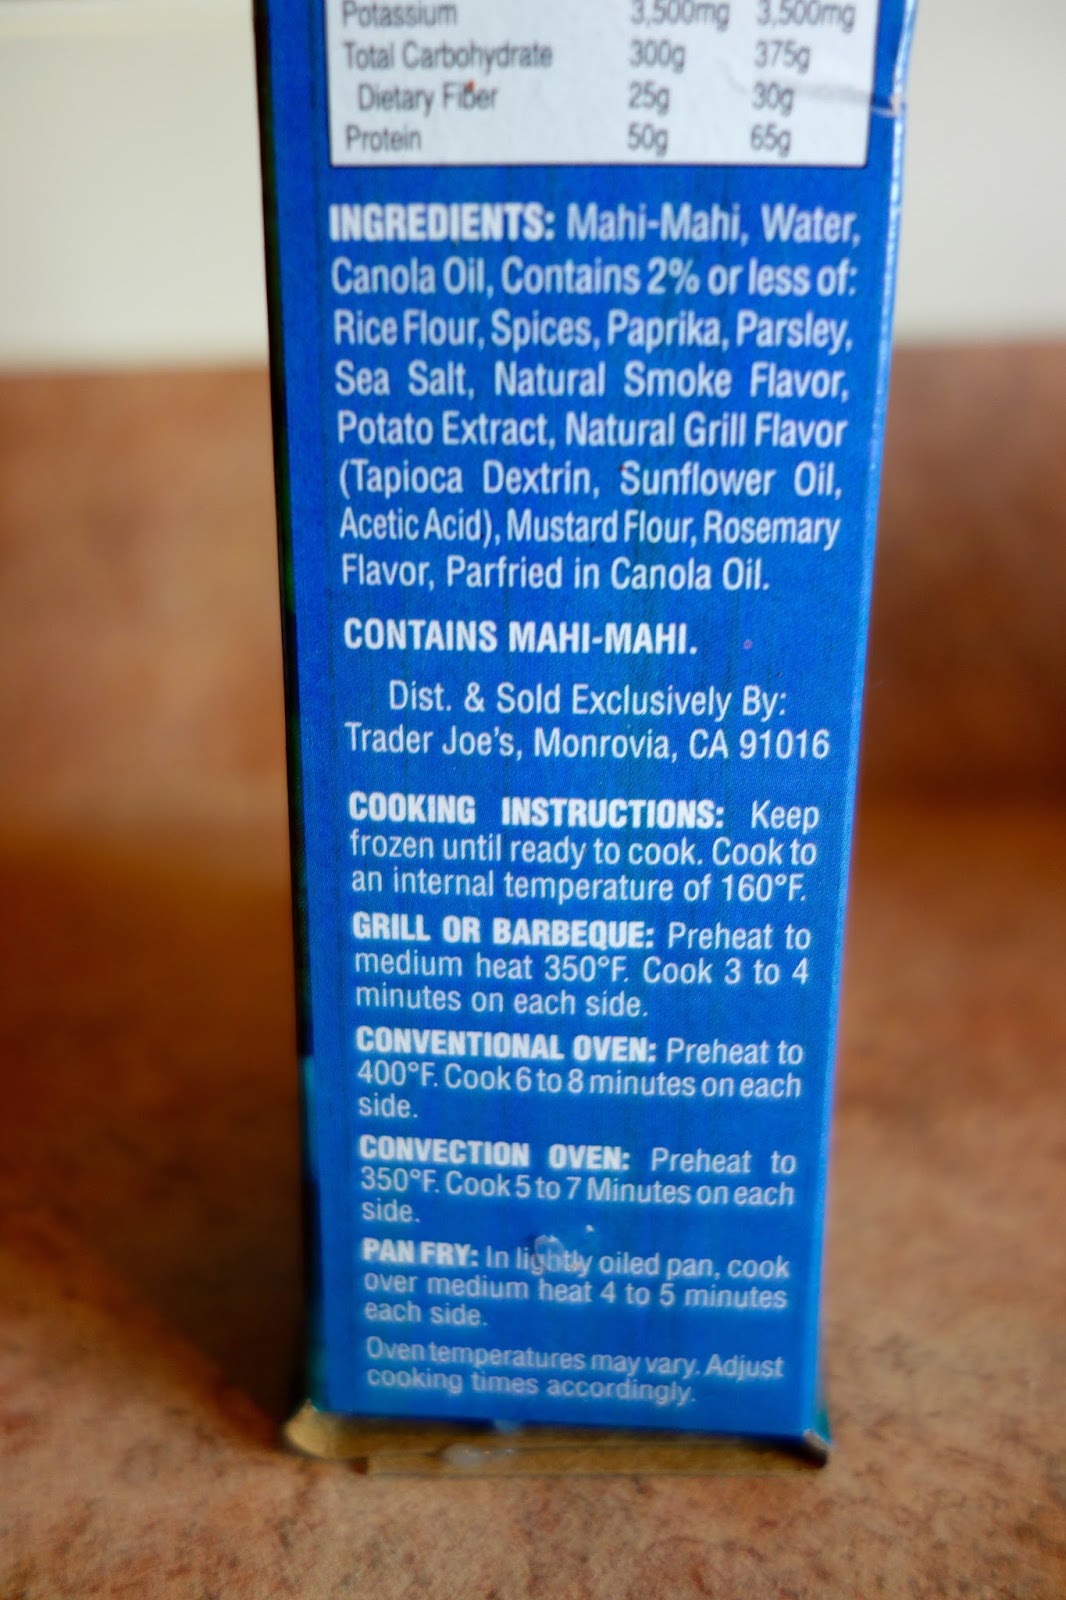 Potassium 3,500mg 3,500mg
Total Carbohydrate 300g 375g
Dietary Fiber 25g 30g
Protein 50g 65g
INGREDIENTS: Mahi-Mahi, Water,
Canola Oil, Contains 2% or less of:
Rice Flour, Spices, Paprika, Parsley,
Sea Salt, Natural Smoke Flavor,
Potato Extract, Natural Grill Flavor
(Tapioca Dextrin, Sunflower Oil,
Acetic Acid), Mustard Flour, Rosemary
Flavor, Parfried in Canola Oil.
CONTAINS MAHI-MAHI.
Dist. & Sold Exclusively By:
Trader Joe's, Monrovia, CA 91016
COOKING INSTRUCTIONS: Keep
frozen until ready to cook. Cook to
an internal temperature of 160°F.
GRILL OR BARBEQUE: Preheat to
medium heat 350°F. Cook 3 to 4
minutes on each side.
CONVENTIONAL OVEN: Preheat to
400°F. Cook 6 to 8 minutes on each
side.
CONVECTION OVEN: Preheat to
350°F. Cook 5 to 7 Minutes on each
side.
PAN FRY: In lightly oiled pan, cook
over medium heat 4 to 5 minutes
each side.
Oven temperatures may vary. Adjust
cooking times accordingly.